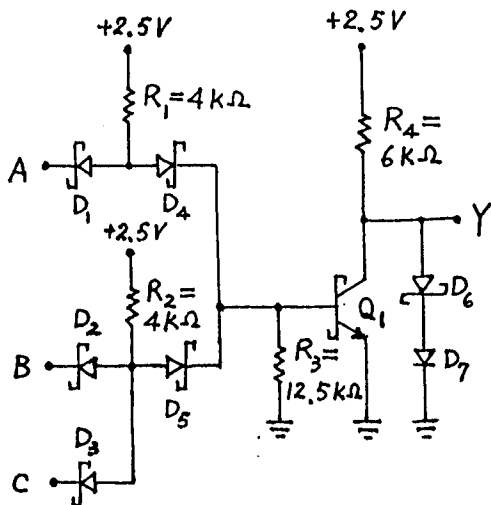 +2.5V
+2.5V
R1=4kΩ
R4=
6kΩ
A
D1
D4
+2.5V
Y
R2=
4kΩ
D6
D2
Q1
R3=
12.5kΩ
D7
B
D5
D3
C